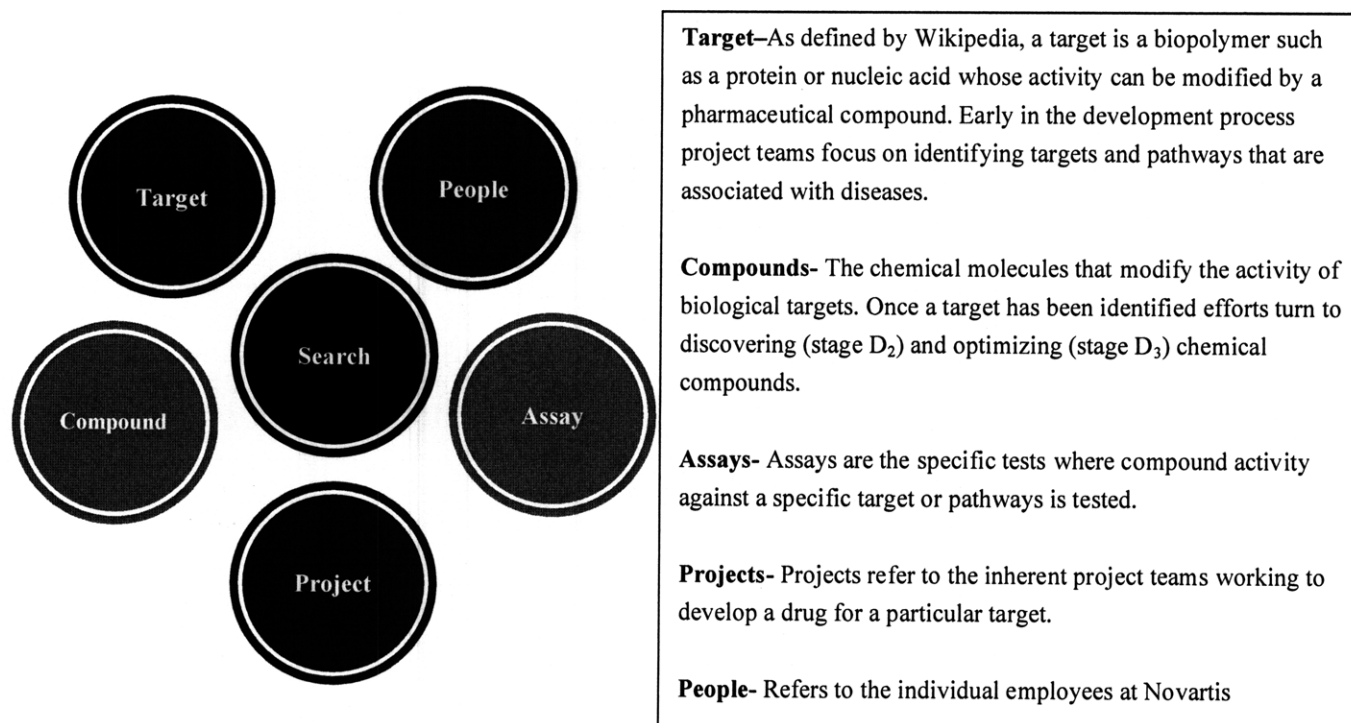 Target
People
Search
Compound
Assay
Project
Target–As defined by Wikipedia, a target is a biopolymer such
as a protein or nucleic acid whose activity can be modified by a
pharmaceutical compound. Early in the development process
project teams focus on identifying targets and pathways that are
associated with diseases.
Compounds- The chemical molecules that modify the activity of
biological targets. Once a target has been identified efforts turn to
discovering (stage D₂) and optimizing (stage D₃) chemical
compounds.
Assays- Assays are the specific tests where compound activity
against a specific target or pathways is tested.
Projects- Projects refer to the inherent project teams working to
develop a drug for a particular target.
People- Refers to the individual employees at Novartis